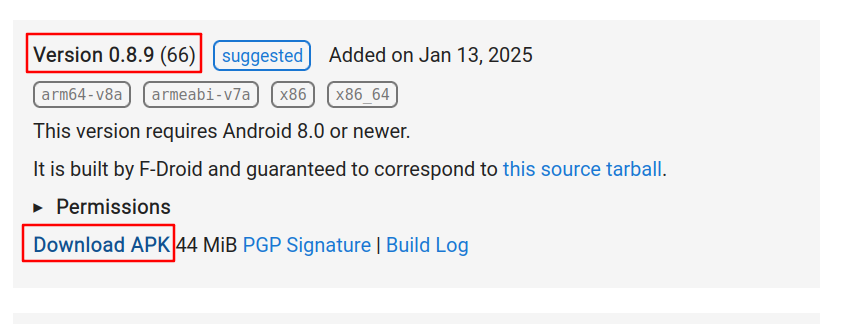 Version 0.8.9 (66) suggested Added on Jan 13, 2025
arm64-v8a armeabi-v7a x86 x86_64
This version requires Android 8.0 or newer.
It is built by F-Droid and guaranteed to correspond to this source tarball.
▸ Permissions
Download APK 44 MiB PGP Signature | Build Log